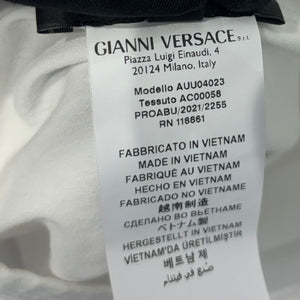 GIANNI VERSACE S.r.l.
Piazza Luigi Einaudi, 4
20124 Milano, Italy
Modello AUU04023
Tessuto AC00058
PROABU/2021/2255
RN 118861
FABBRICATO IN VIETNAM
MADE IN VIETNAM
FABRIQUÉ AU VIETNAM
HECHO EN VIETNAM
FABRICADO NO VIETNAM
越南制造
СДЕЛАНО ВО ВЬЕТНАМЕ
ベトナム製
HERGESTELLT IN VIETNAM
VİETNAM'DA ÜRETİLMİŞTİR
베트남 제
صنع في فيتنام